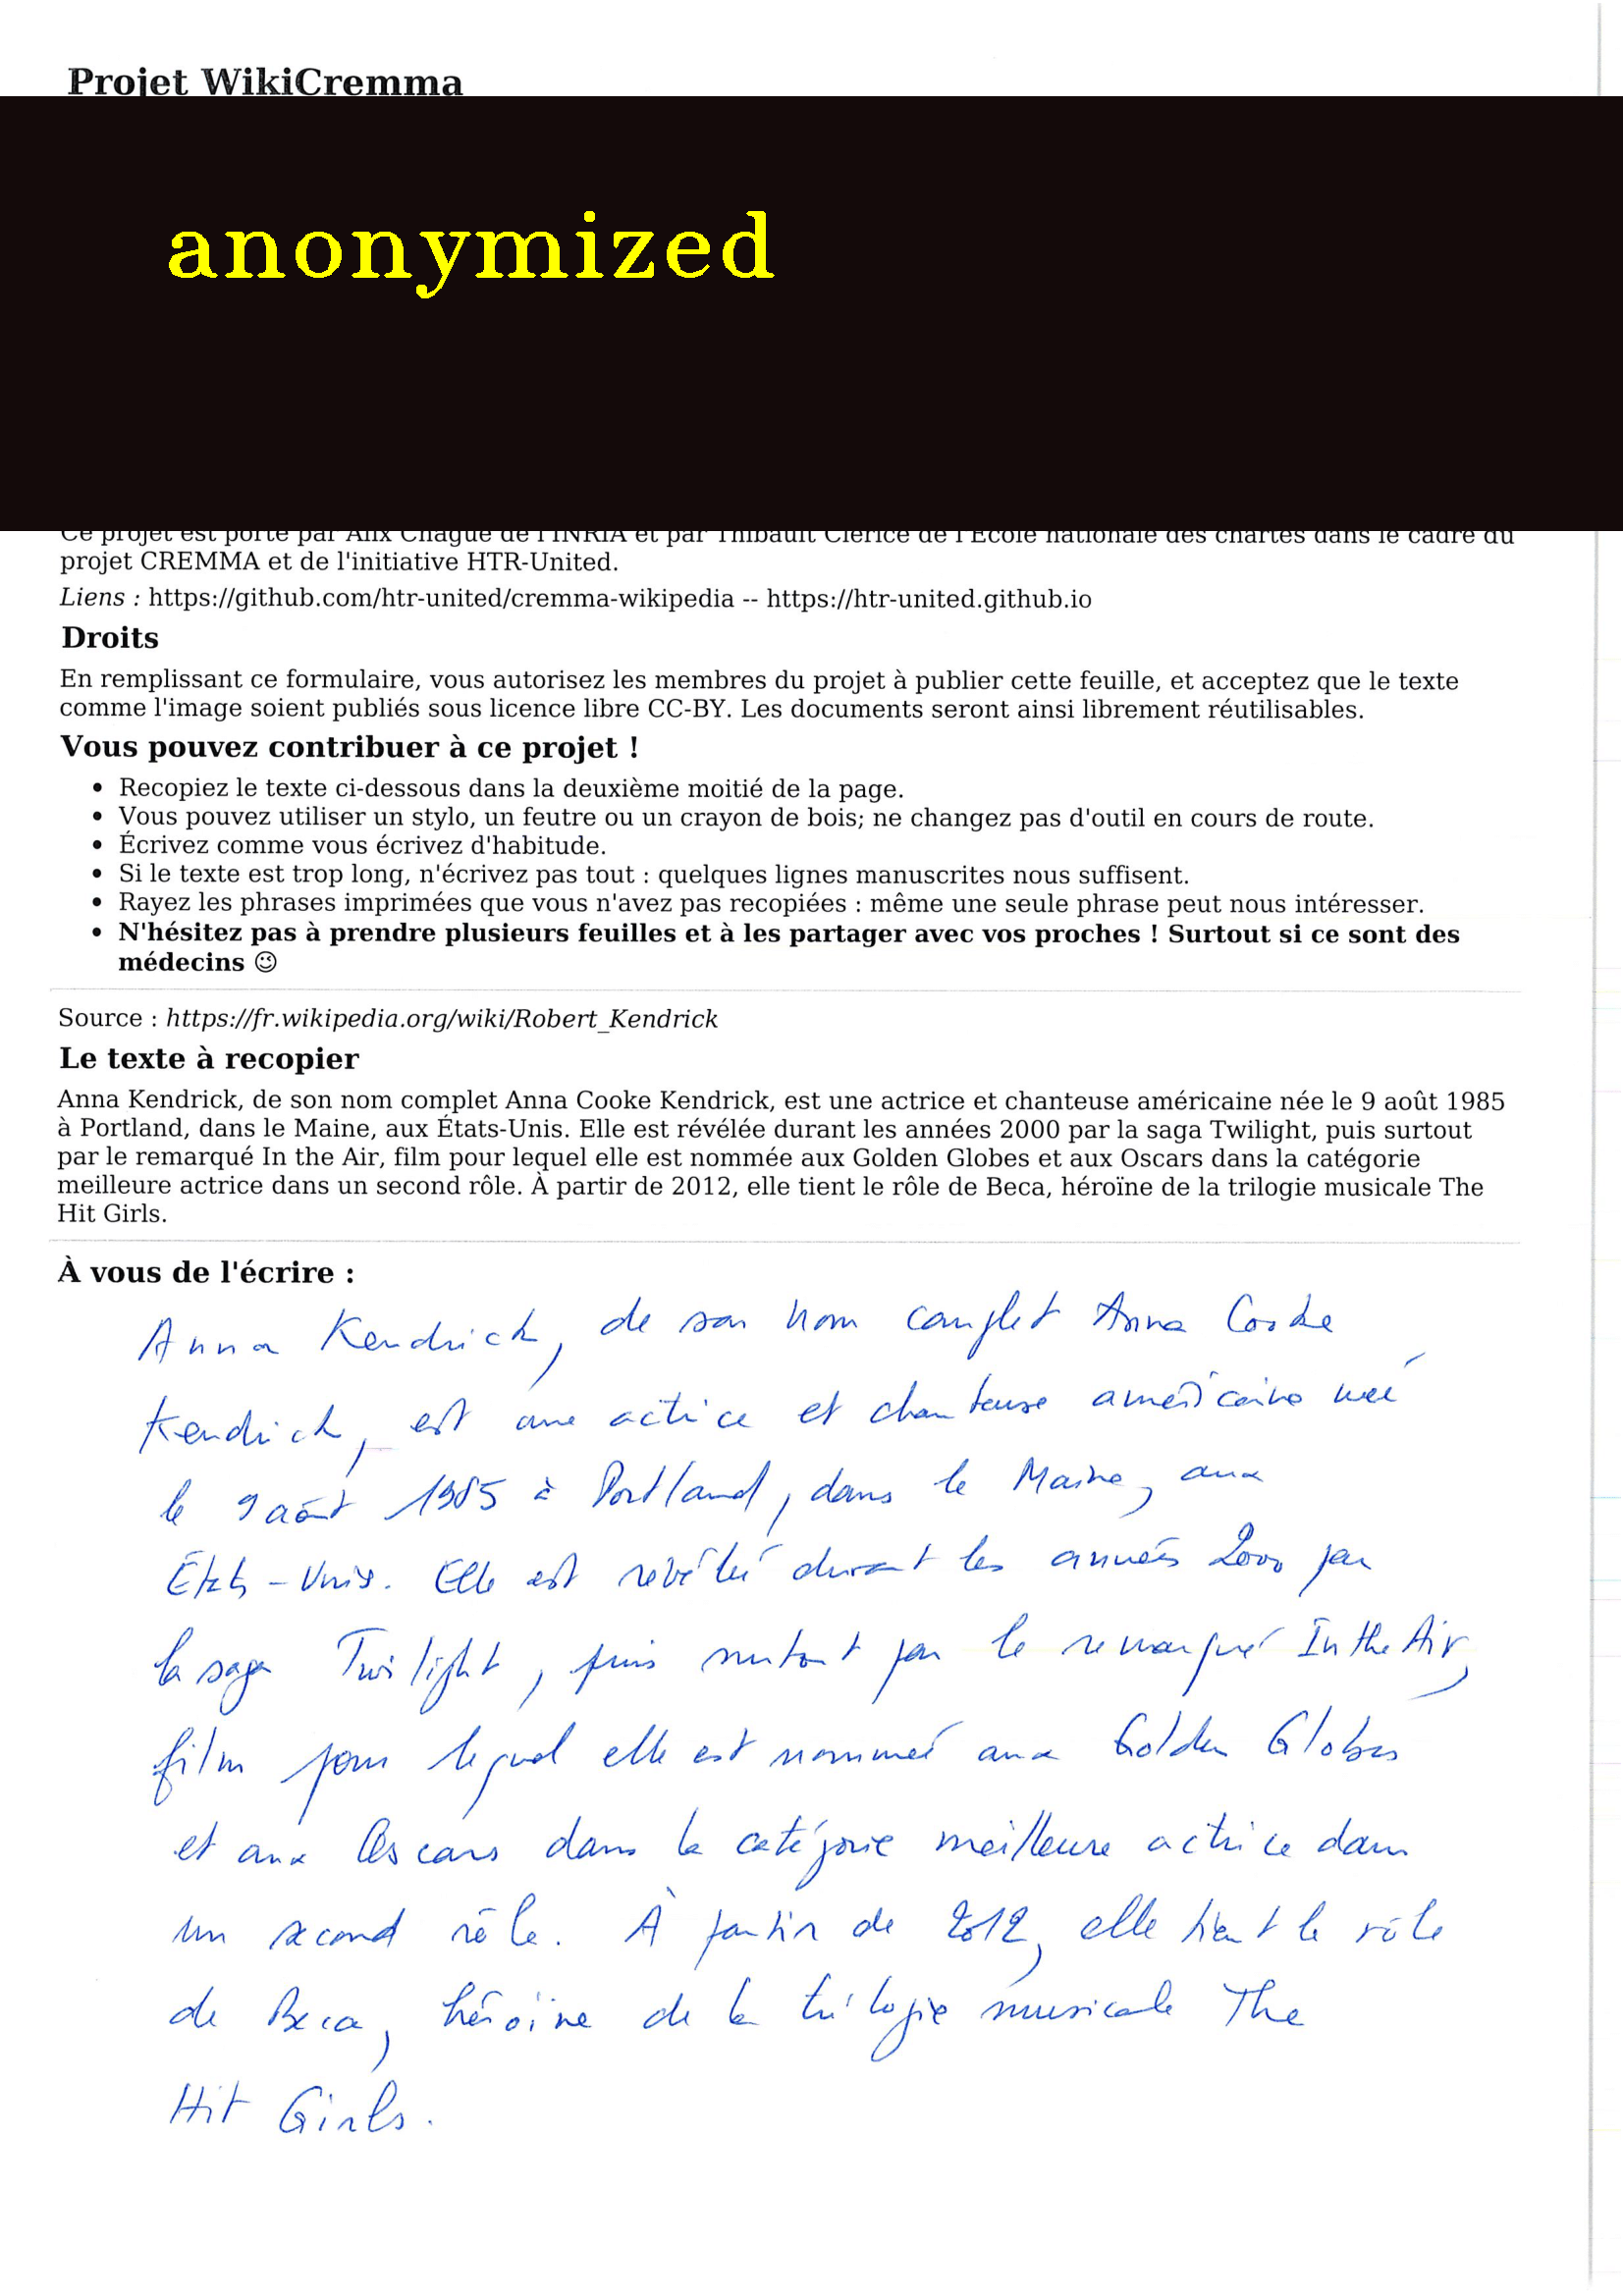 Projet WikiCremma
anonymized
Ce projet est porté par Alix Chagué de l'INRIA et par Thibault Clérice de l'École nationale des chartes dans le cadre du
projet CREMMA et de l'initiative HTR-United.
Liens : https://github.com/htr-united/cremma-wikipedia -- https://htr-united.github.io
Droits
En remplissant ce formulaire, vous autorisez les membres du projet à publier cette feuille, et acceptez que le texte
comme l'image soient publiés sous licence libre CC-BY. Les documents seront ainsi librement réutilisables.
Vous pouvez contribuer à ce projet !
• Recopiez le texte ci-dessous dans la deuxième moitié de la page.
• Vous pouvez utiliser un stylo, un feutre ou un crayon de bois; ne changez pas d'outil en cours de route.
• Écrivez comme vous écrivez d'habitude.
• Si le texte est trop long, n'écrivez pas tout : quelques lignes manuscrites nous suffisent.
• Rayez les phrases imprimées que vous n'avez pas recopiées : même une seule phrase peut nous intéresser.
• N'hésitez pas à prendre plusieurs feuilles et à les partager avec vos proches ! Surtout si ce sont des
médecins 😉
Source : https://fr.wikipedia.org/wiki/Robert_Kendrick
Le texte à recopier
Anna Kendrick, de son nom complet Anna Cooke Kendrick, est une actrice et chanteuse américaine née le 9 août 1985
à Portland, dans le Maine, aux États-Unis. Elle est révélée durant les années 2000 par la saga Twilight, puis surtout
par le remarqué In the Air, film pour lequel elle est nommée aux Golden Globes et aux Oscars dans la catégorie
meilleure actrice dans un second rôle. À partir de 2012, elle tient le rôle de Beca, héroïne de la trilogie musicale The
Hit Girls.
À vous de l'écrire :
Anna Kendrick, de son nom complet Anna Cooke
Kendrick, est une actrice et chanteuse américaine née
le 9 août 1985 à Portland, dans le Maine, aux
États-Unis. Elle est révélée durant les années 2000 par
la saga Twilight, puis surtout par le remarqué In the Air,
film pour lequel elle est nommée aux Golden Globes
et aux Oscars dans la catégorie meilleure actrice dans
un second rôle. À partir de 2012, elle tient le rôle
de Beca, héroïne de la trilogie musicale The
Hit Girls.